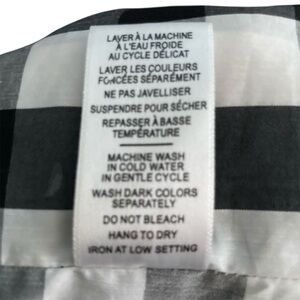 LAVER À LA MACHINE
À L'EAU FROIDE
AU CYCLE DÉLICAT
LAVER LES COULEURS
FONCÉES SÉPARÉMENT
NE PAS JAVELLISER
SUSPENDRE POUR SÉCHER
REPASSER À BASSE
TEMPÉRATURE
MACHINE WASH
IN COLD WATER
IN GENTLE CYCLE
WASH DARK COLORS
SEPARATELY
DO NOT BLEACH
HANG TO DRY
IRON AT LOW SETTING